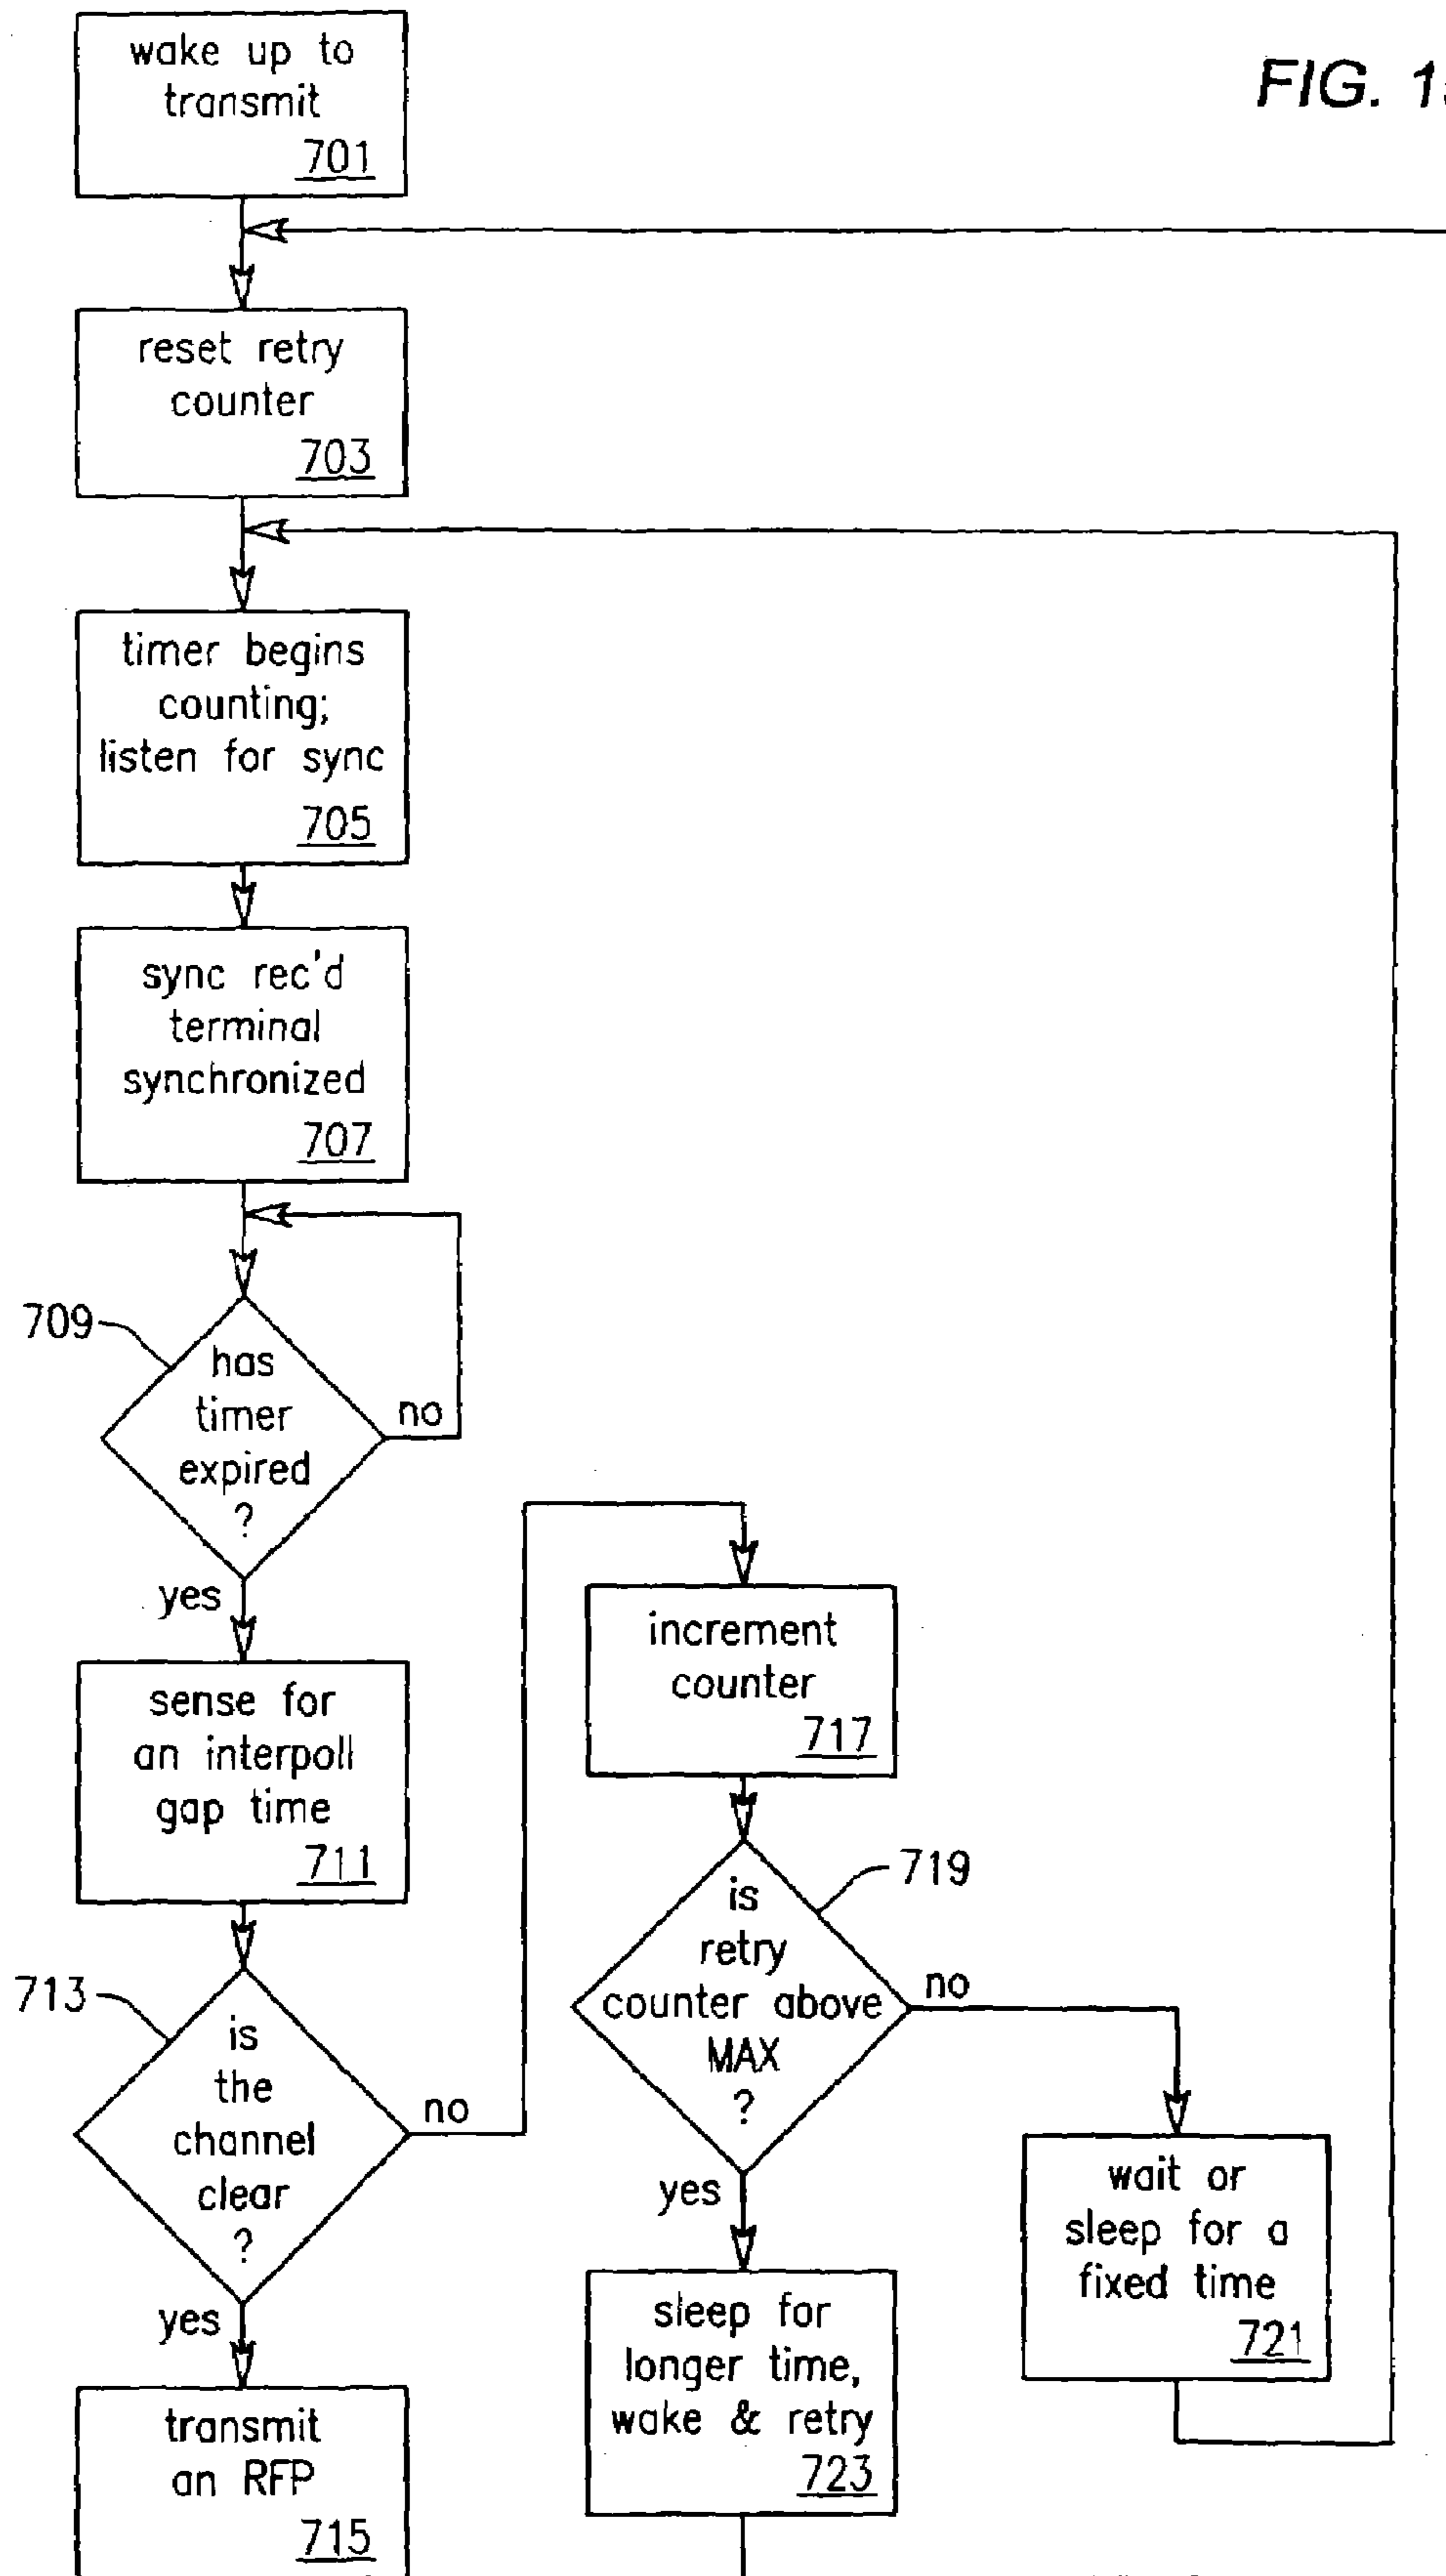 wake up to
transmit
701
FIG. 1
reset retry
counter
703
timer begins
counting;
listen for sync
705
sync rec'd
terminal
synchronized
707
709
has
timer
expired
?
no
yes
sense for
an interpoll
gap time
711
713
is
the
channel
clear
?
no
yes
transmit
an RFP
715
increment
counter
717
719
is
retry
counter above
MAX
?
no
yes
wait or
sleep for a
fixed time
721
sleep for
longer time,
wake & retry
723